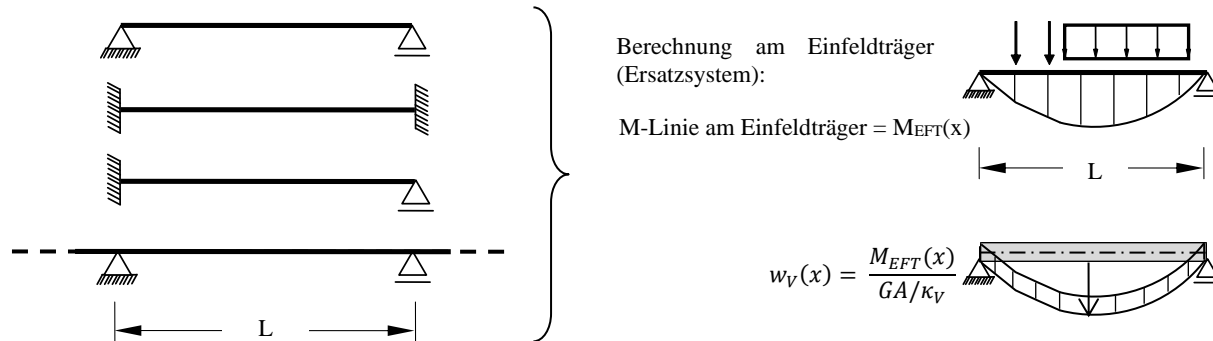 Berechnung am Einfeldträger
(Ersatzsystem):
M-Linie am Einfeldträger = M_EFT(x)
L
w_V(x) = M_EFT(x) / (GA/κ_V)
L